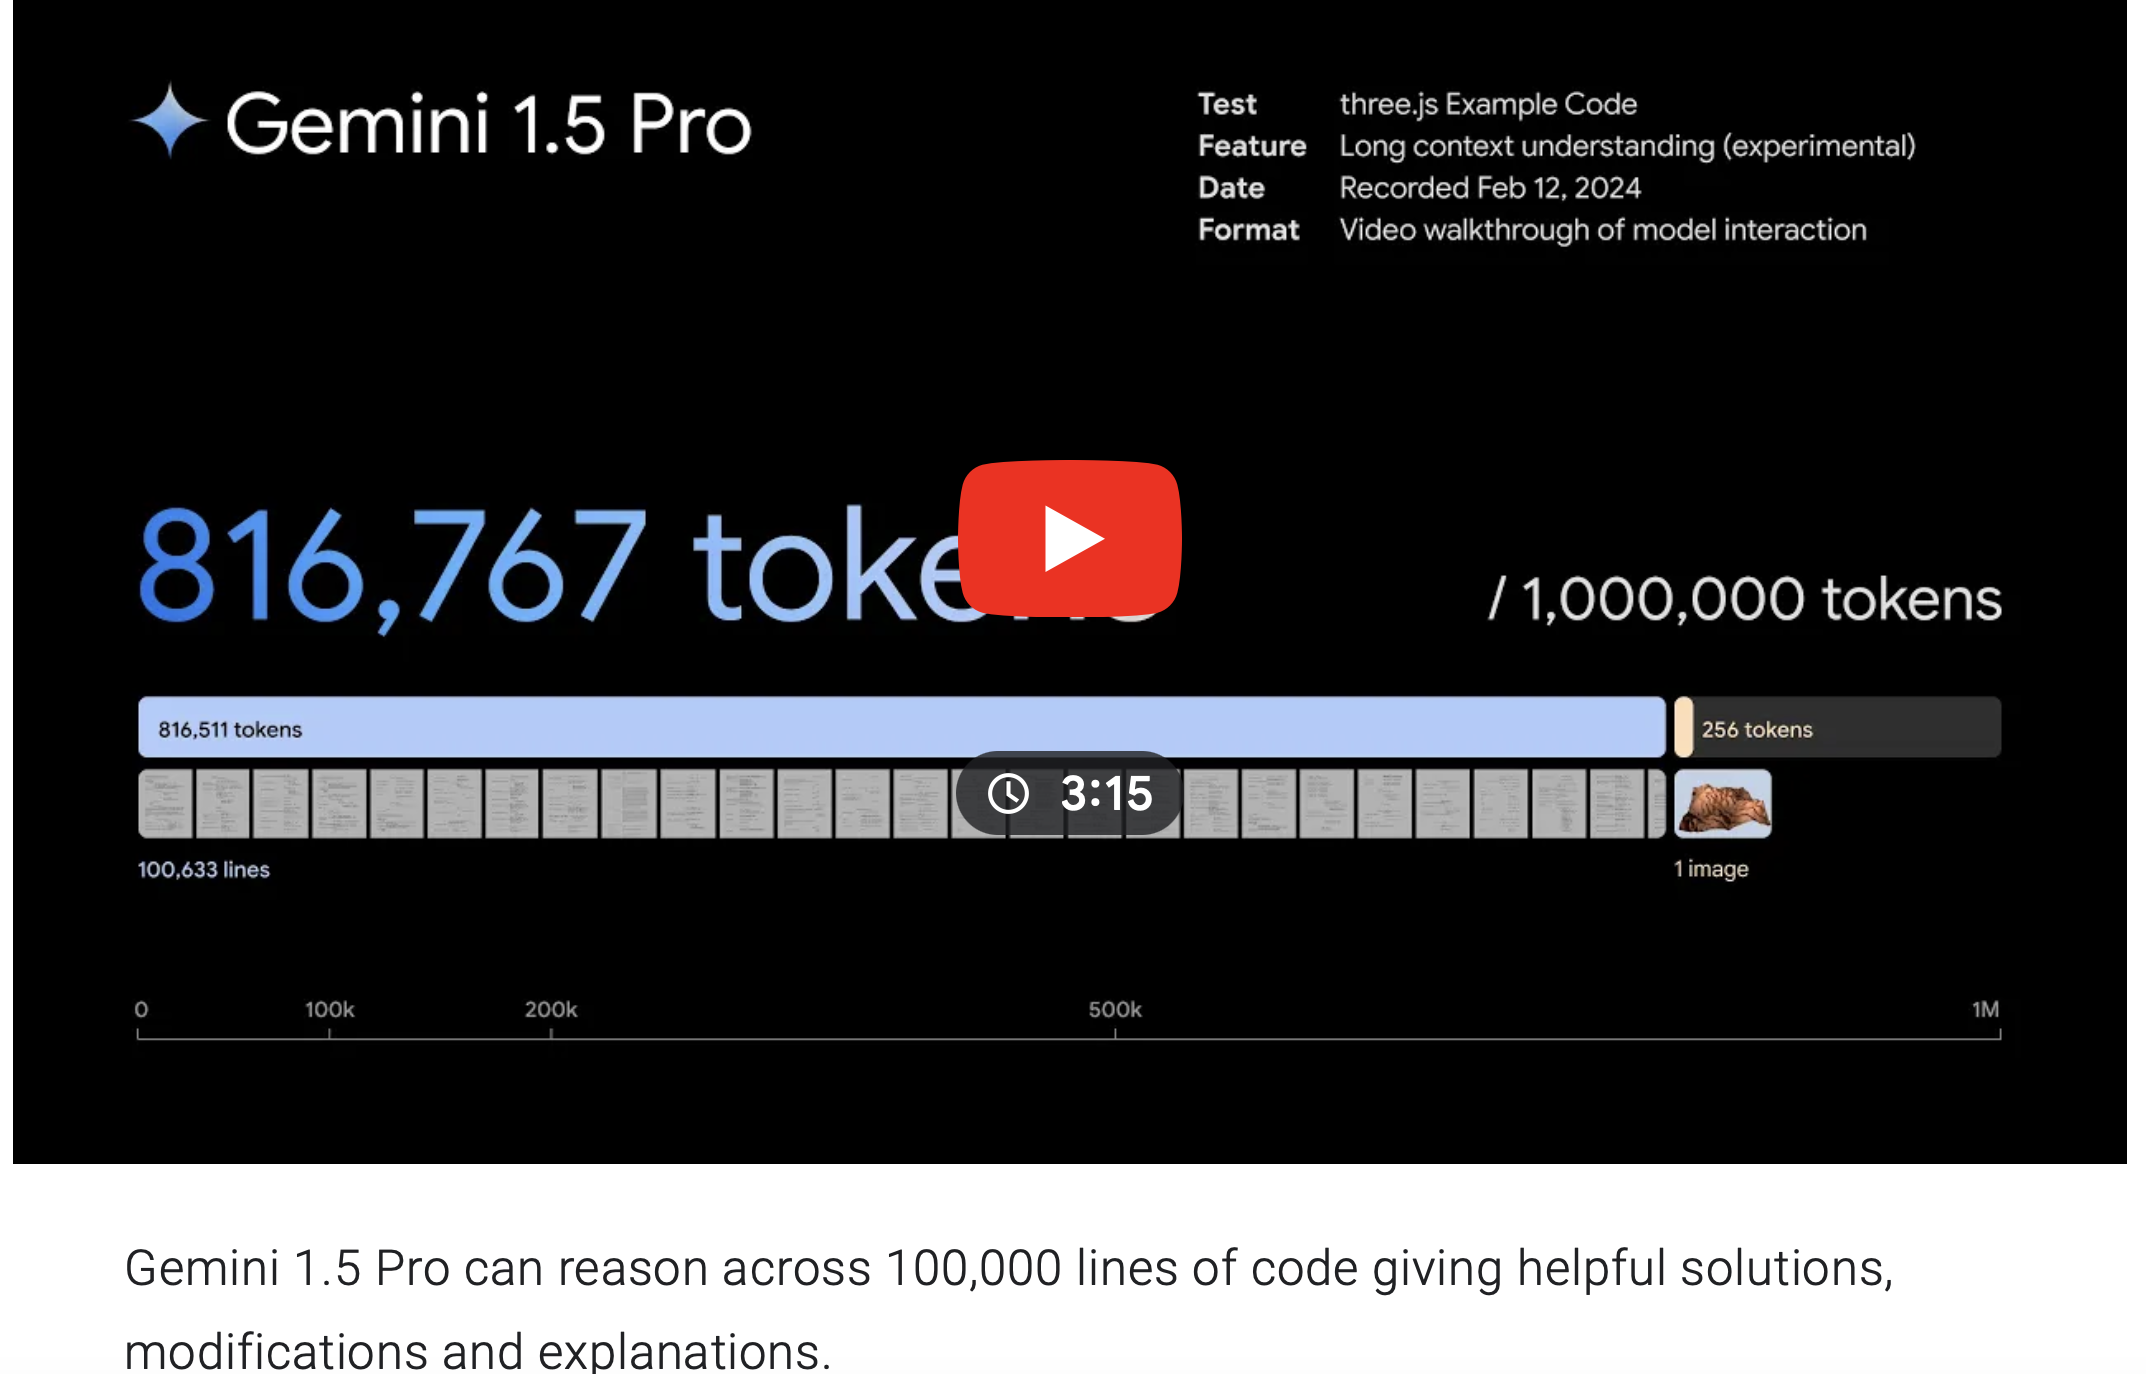 Gemini 1.5 Pro
Test three.js Example Code
Feature Long context understanding (experimental)
Date Recorded Feb 12, 2024
Format Video walkthrough of model interaction
816,767 tokens
/ 1,000,000 tokens
816,511 tokens
256 tokens
3:15
100,633 lines
1 image
0 100k 200k 500k 1M
Gemini 1.5 Pro can reason across 100,000 lines of code giving helpful solutions,
modifications and explanations.